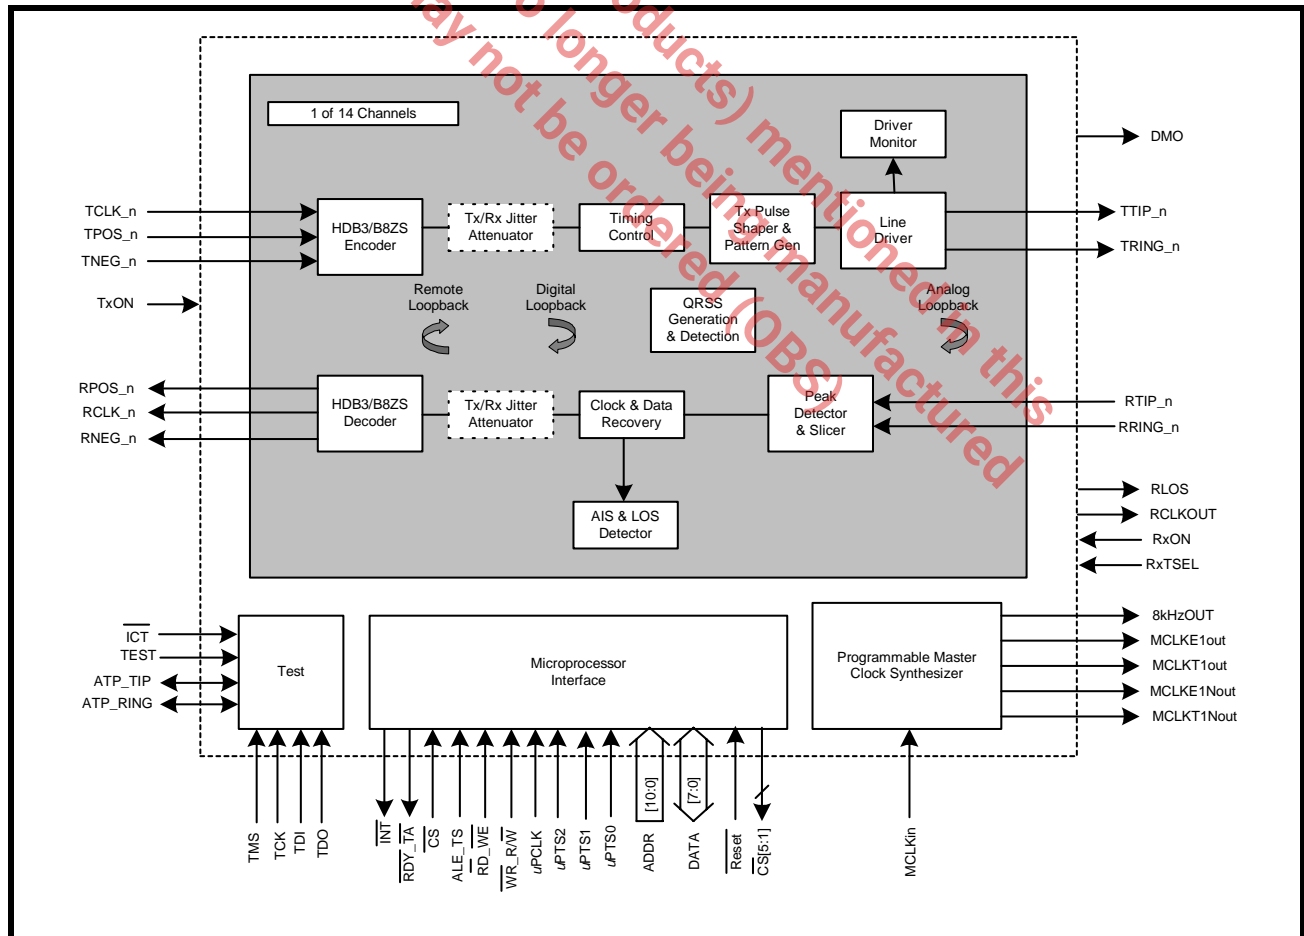 oducts) mentioned in this
o longer being manufactured
ay not be ordered (OBS)
1 of 14 Channels
Driver
Monitor
DMO
TCLK_n
TPOS_n
TNEG_n
HDB3/B8ZS
Encoder
Tx/Rx Jitter
Attenuator
Timing
Control
Tx Pulse
Shaper &
Pattern Gen
Line
Driver
TTIP_n
TRING_n
TxON
Remote
Loopback
Digital
Loopback
QRSS
Generation
& Detection
Analog
Loopback
RPOS_n
RCLK_n
RNEG_n
HDB3/B8ZS
Decoder
Tx/Rx Jitter
Attenuator
Clock & Data
Recovery
Peak
Detector
& Slicer
RTIP_n
RRING_n
AIS & LOS
Detector
RLOS
RCLKOUT
RxON
RxTSEL
ICT
TEST
ATP_TIP
ATP_RING
Test
Microprocessor
Interface
Programmable Master
Clock Synthesizer
8kHzOUT
MCLKE1out
MCLKT1out
MCLKE1Nout
MCLKT1Nout
TMS
TCK
TDI
TDO
INT
RDY_TA
CS
ALE_TS
RD_WE
WR_R/W
uPCLK
uPTS2
uPTS1
uPTS0
[10:0]
ADDR
[7:0]
DATA
Reset
CS[5:1]
MCLKin